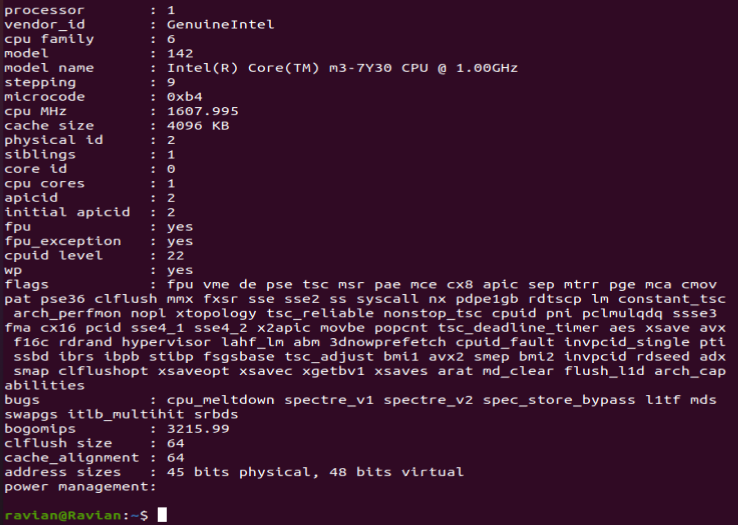 processor : 1
vendor_id : GenuineIntel
cpu family : 6
model : 142
model name : Intel(R) Core(TM) m3-7Y30 CPU @ 1.00GHz
stepping : 9
microcode : 0xb4
cpu MHz : 1607.995
cache size : 4096 KB
physical id : 2
siblings : 1
core id : 0
cpu cores : 1
apicid : 2
initial apicid : 2
fpu : yes
fpu_exception : yes
cpuid level : 22
wp : yes
flags : fpu vme de pse tsc msr pae mce cx8 apic sep mtrr pge mca cmov
pat pse36 clflush mmx fxsr sse sse2 ss syscall nx pdpe1gb rdtscp lm constant_tsc
arch_perfmon nopl xtopology tsc_reliable nonstop_tsc cpuid pni pclmulqdq ssse3
fma cx16 pcid sse4_1 sse4_2 x2apic movbe popcnt tsc_deadline_timer aes xsave avx
f16c rdrand hypervisor lahf_lm abm 3dnowprefetch cpuid_fault invpcid_single pti
ssbd ibrs ibpb stibp fsgsbase tsc_adjust bmi1 avx2 smep bmi2 invpcid rdseed adx
smap clflushopt xsaveopt xsavec xgetbv1 xsaves arat md_clear flush_l1d arch_cap
abilities
bugs : cpu_meltdown spectre_v1 spectre_v2 spec_store_bypass l1tf mds
swapgs itlb_multihit srbds
bogomips : 3215.99
clflush size : 64
cache_alignment : 64
address sizes : 45 bits physical, 48 bits virtual
power management:
ravian@Ravian:~$